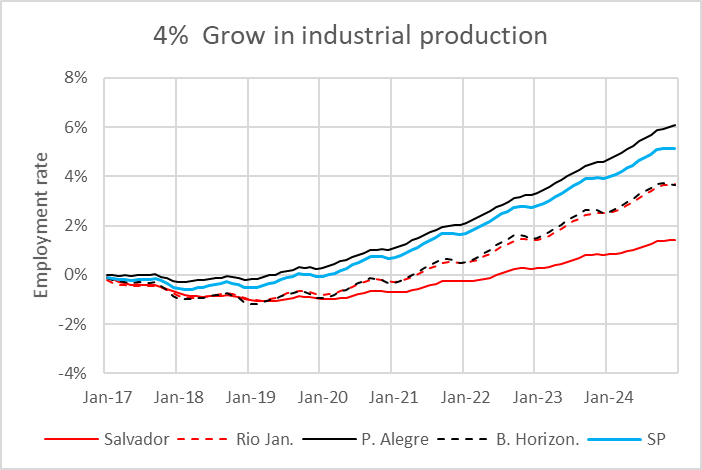 4%  Grow in industrial production
Employment rate
8%
6%
4%
2%
0%
-2%
-4%
Jan-17 Jan-18 Jan-19 Jan-20 Jan-21 Jan-22 Jan-23 Jan-24
Salvador Rio Jan. P. Alegre B. Horizon. SP